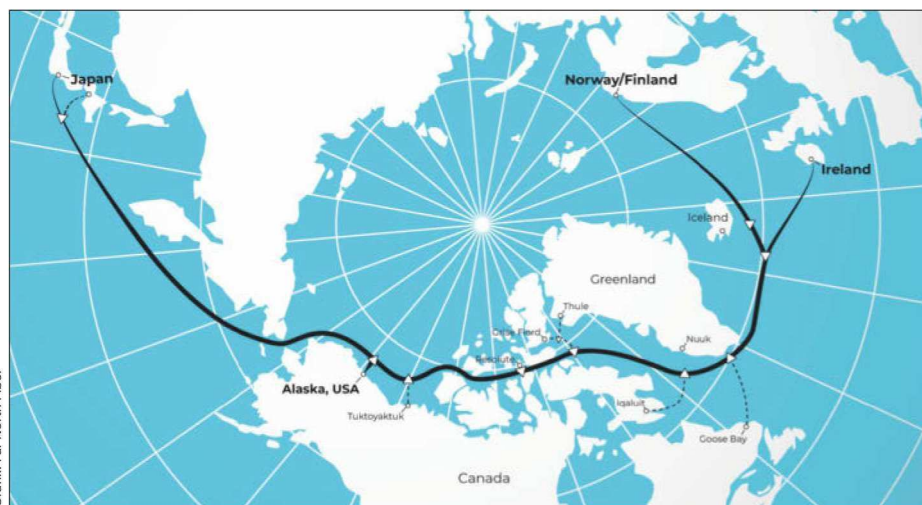 Japan
Norway/Finland
Ireland
Iceland
Greenland
Thule
Grise Fiord
Nuuk
Resolute
Alaska, USA
Iqaluit
Tuktoyaktuk
Goose Bay
Canada